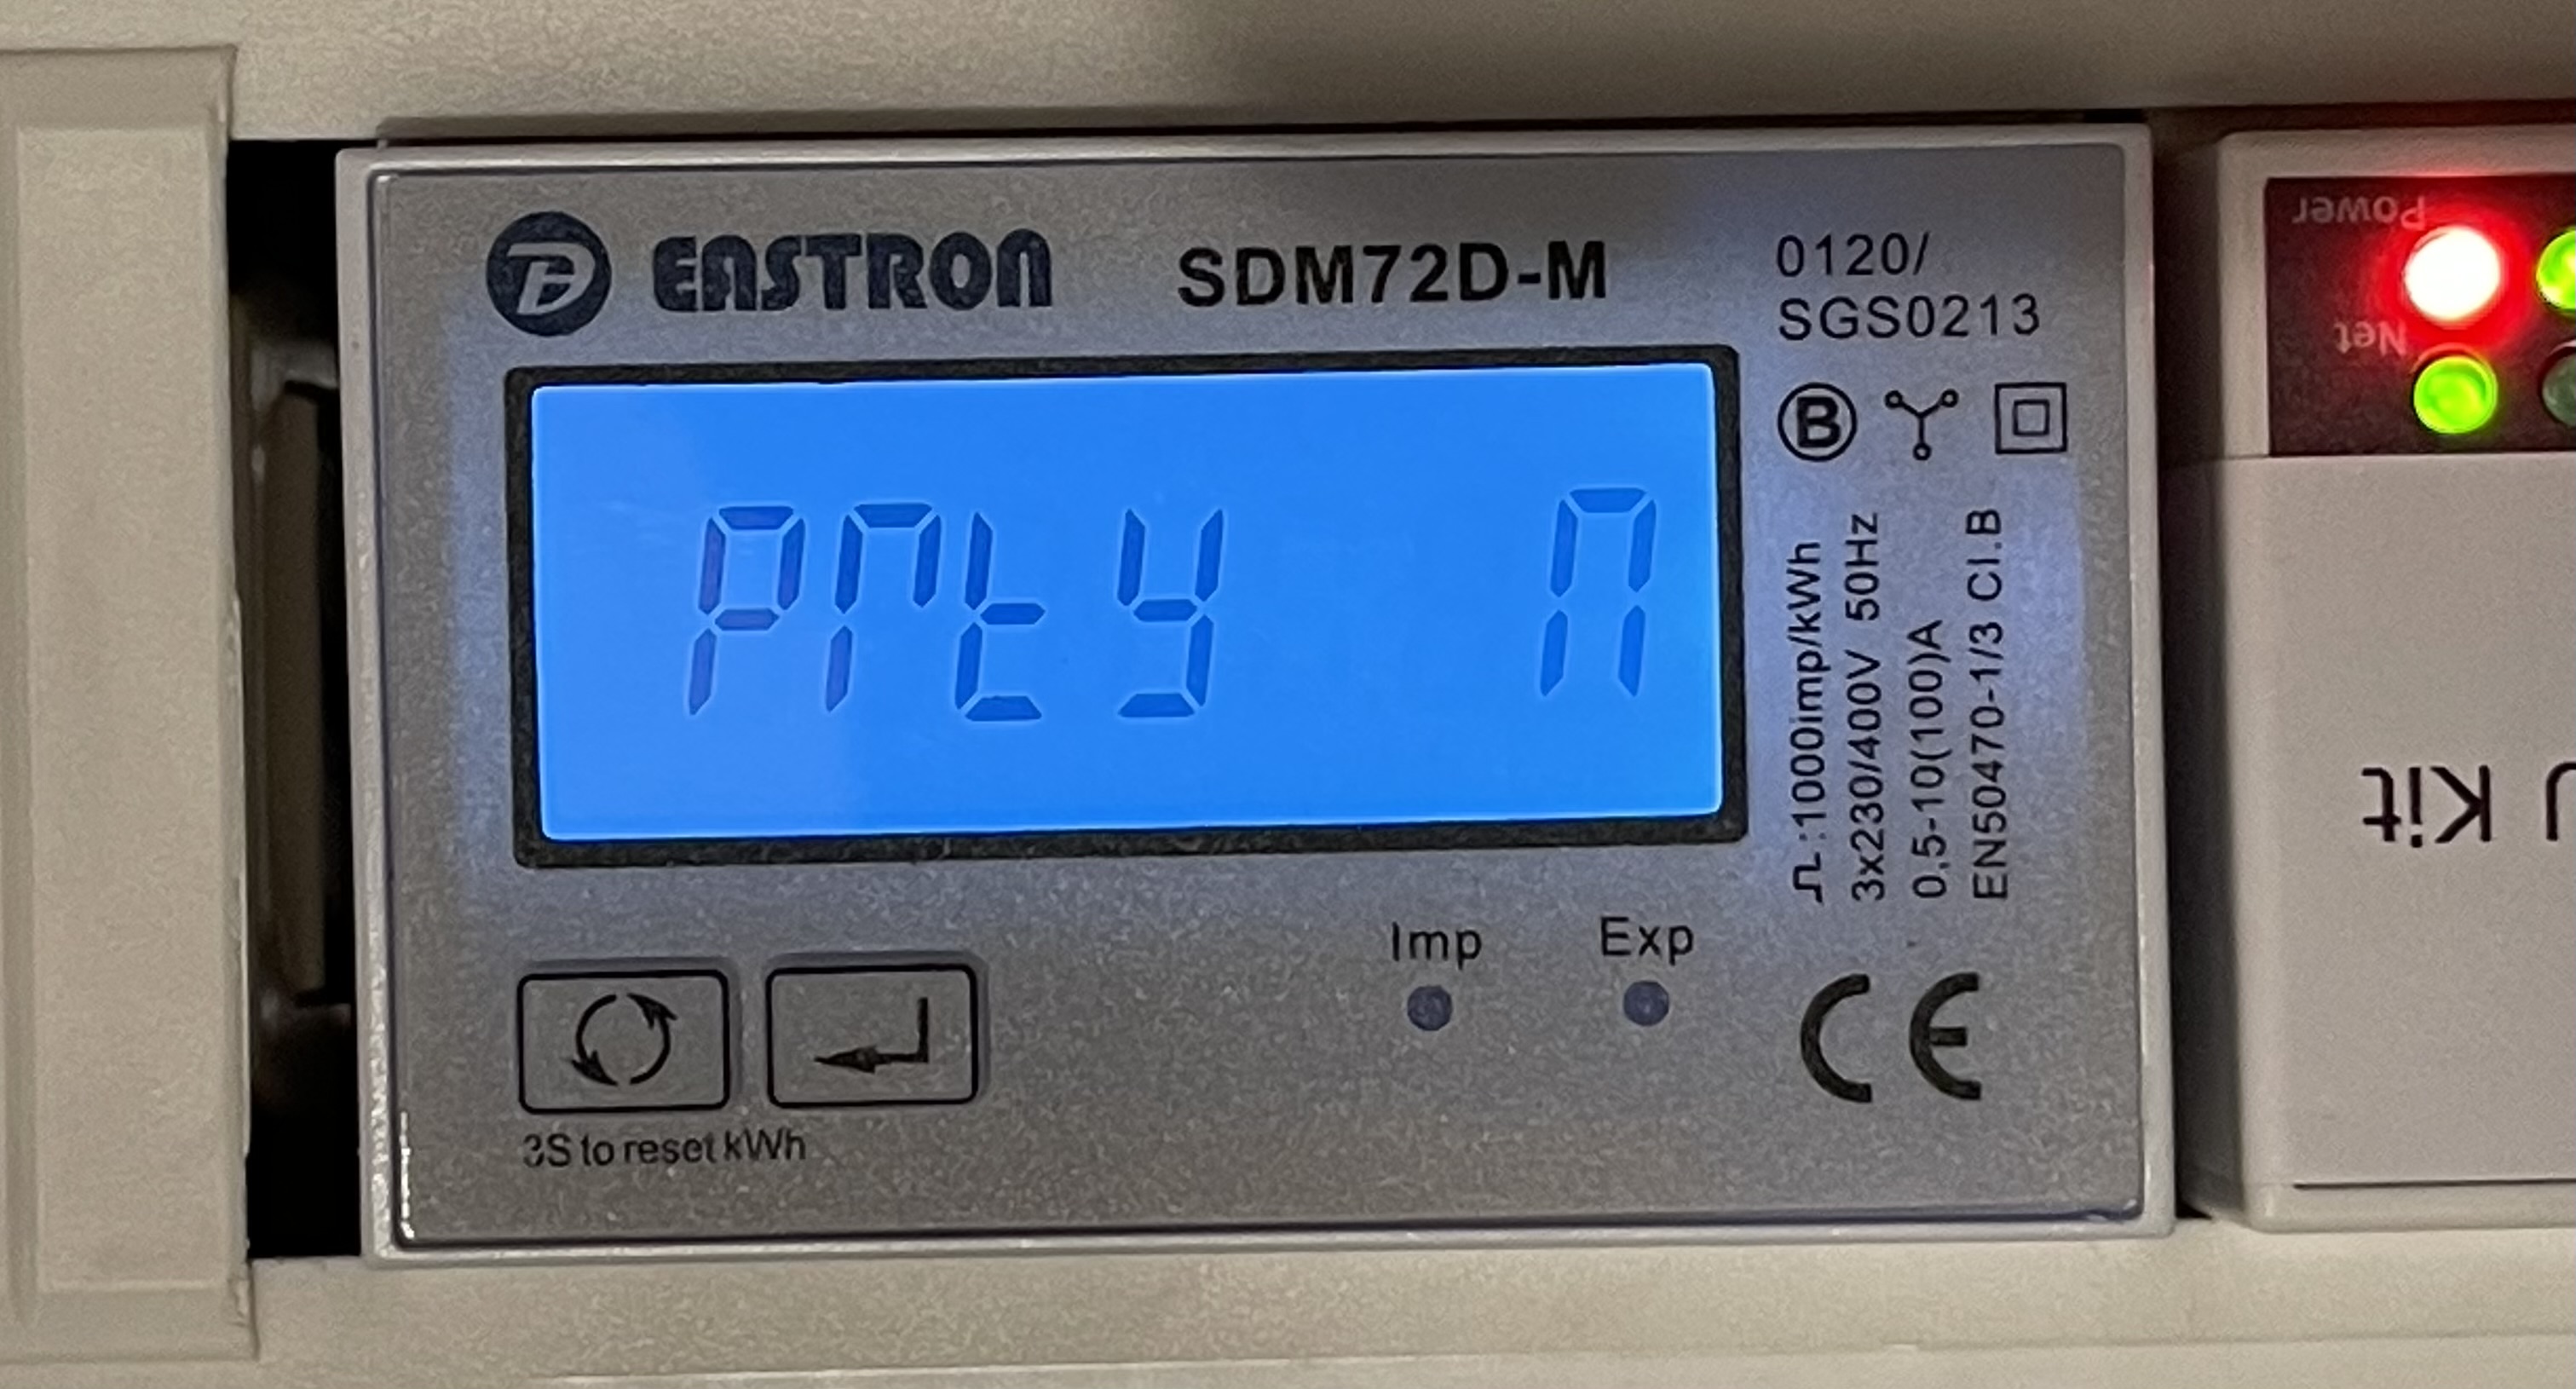 EASTRON SDM72D-M
0120/
SGS0213
B
PrtY n
⎍:1000imp/kWh
3x230/400V 50Hz
0,5-10(100)A
EN50470-1/3 Cl.B
Imp Exp
CE
3S to reset kWh
Power
Net
U Kit